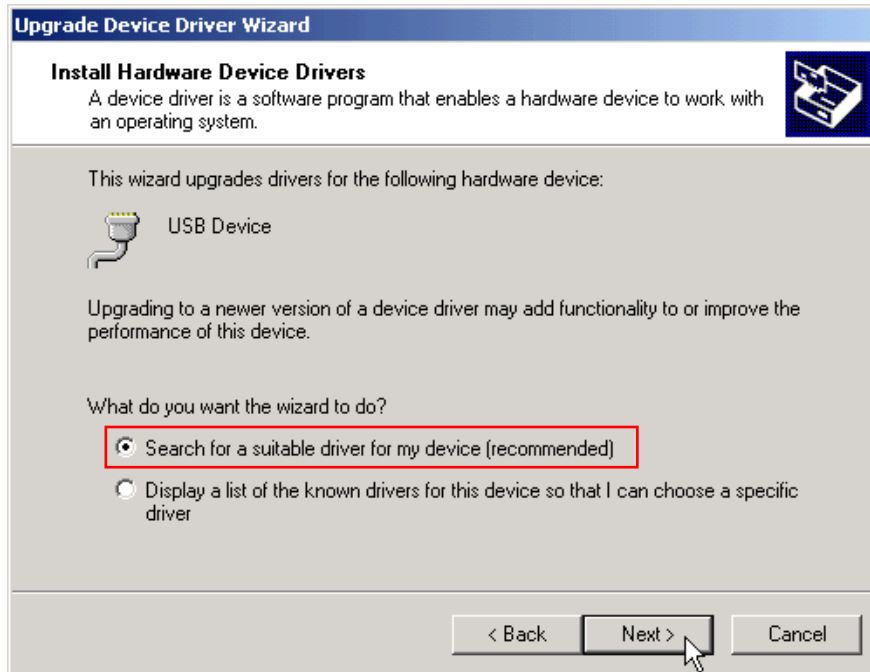 Upgrade Device Driver Wizard
Install Hardware Device Drivers
A device driver is a software program that enables a hardware device to work with
an operating system.
This wizard upgrades drivers for the following hardware device:
USB Device
Upgrading to a newer version of a device driver may add functionality to or improve the
performance of this device.
What do you want the wizard to do?
Search for a suitable driver for my device (recommended)
Display a list of the known drivers for this device so that I can choose a specific
driver
< Back
Next >
Cancel